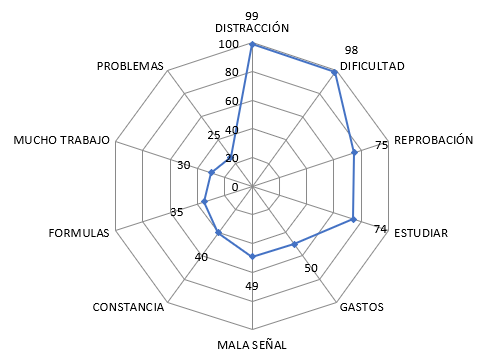 99
DISTRACCIÓN
100
98
DIFICULTAD
PROBLEMAS
80
60
40
25
20
0
MUCHO TRABAJO
30
REPROBACIÓN
75
FORMULAS
35
ESTUDIAR
74
CONSTANCIA
40
GASTOS
50
49
MALA SEÑAL